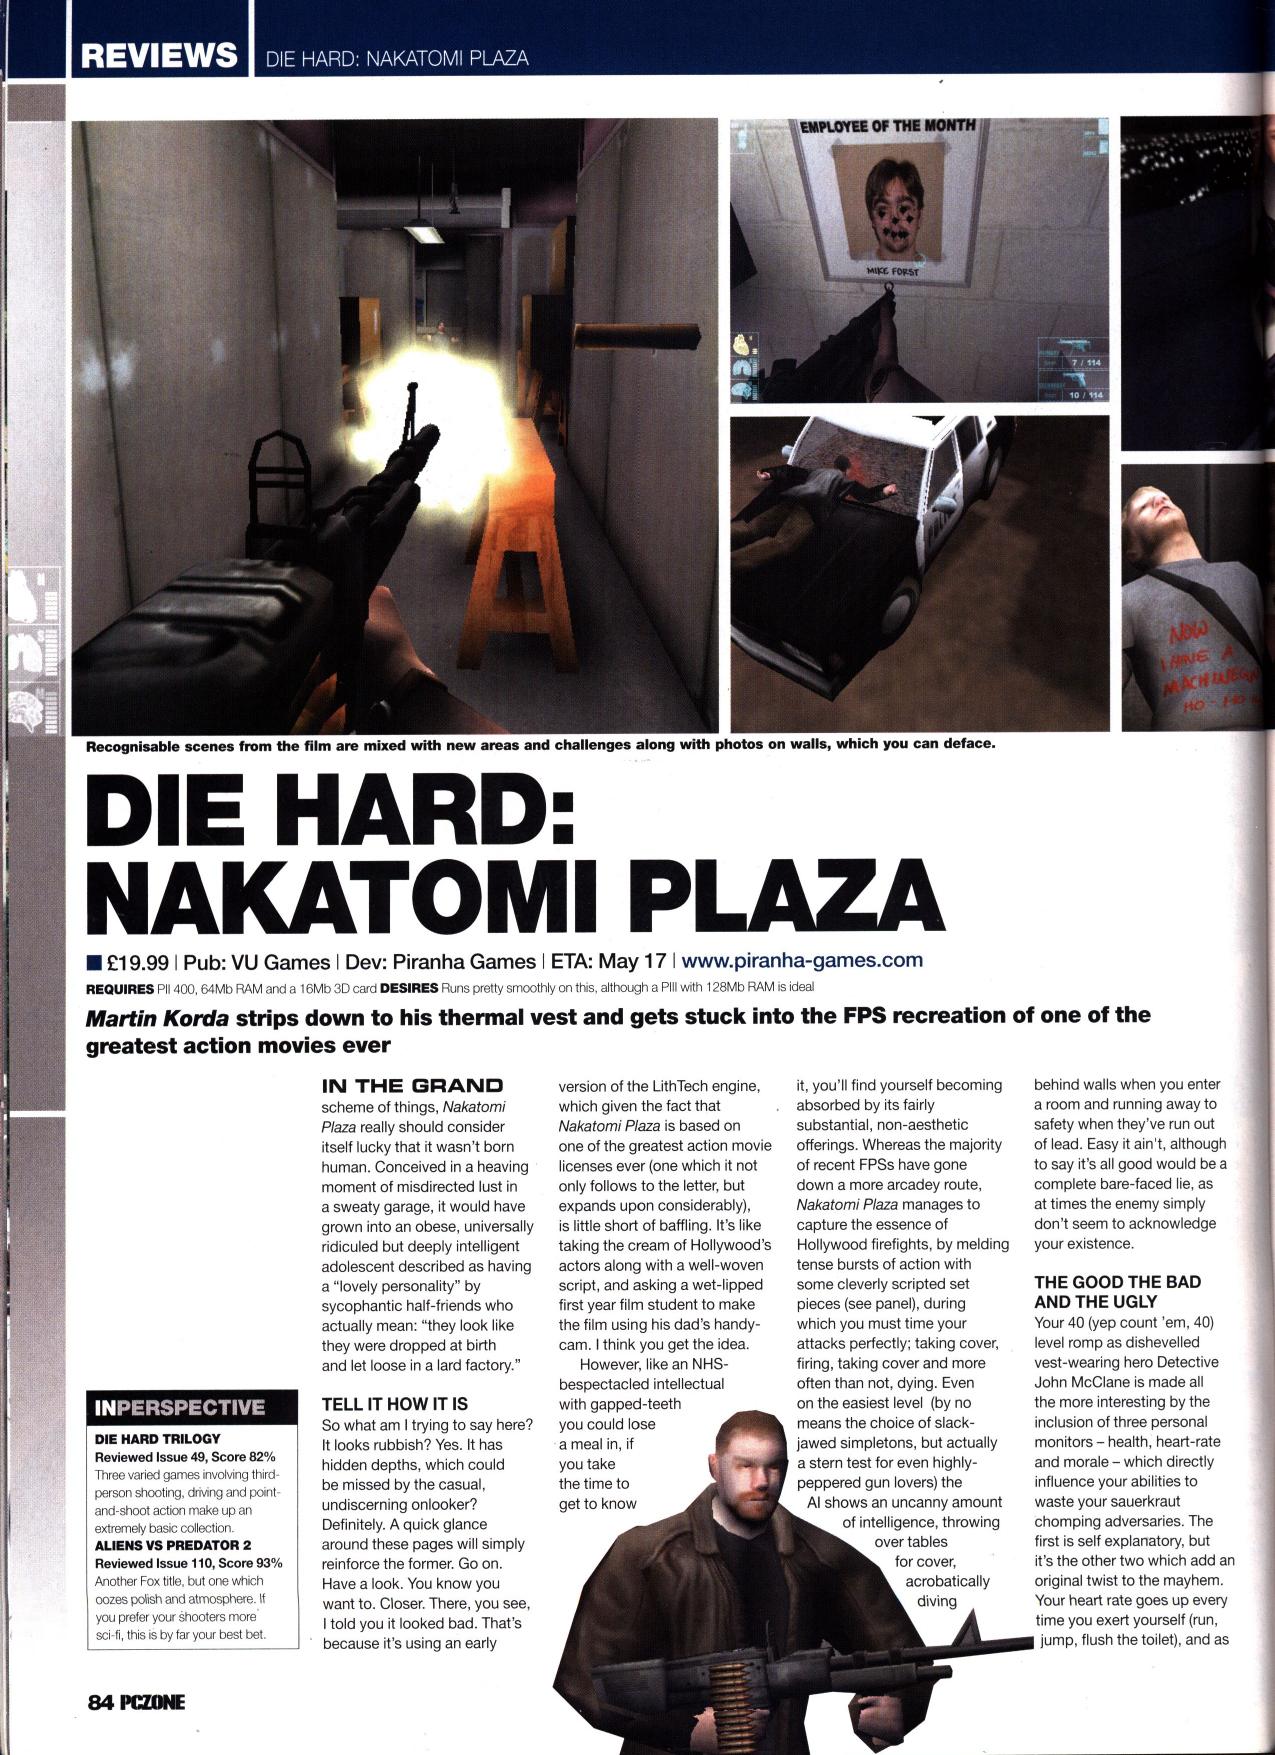 REVIEWS
DIE HARD: NAKATOMI PLAZA
EMPLOYEE OF THE MONTH
MIKE FORST
7 / 114
10 / 114
NOW
I HAVE A
MACHINEGUN
HO - HO
Recognisable scenes from the film are mixed with new areas and challenges along with photos on walls, which you can deface.
DIE HARD:
NAKATOMI PLAZA
■ £19.99 | Pub: VU Games | Dev: Piranha Games | ETA: May 17 | www.piranha-games.com
REQUIRES PII 400, 64Mb RAM and a 16Mb 3D card DESIRES Runs pretty smoothly on this, although a PIII with 128Mb RAM is ideal
Martin Korda strips down to his thermal vest and gets stuck into the FPS recreation of one of the
greatest action movies ever
IN THE GRAND
scheme of things, Nakatomi
Plaza really should consider
itself lucky that it wasn't born
human. Conceived in a heaving
moment of misdirected lust in
a sweaty garage, it would have
grown into an obese, universally
ridiculed but deeply intelligent
adolescent described as having
a "lovely personality" by
sycophantic half-friends who
actually mean: "they look like
they were dropped at birth
and let loose in a lard factory."
TELL IT HOW IT IS
So what am I trying to say here?
It looks rubbish? Yes. It has
hidden depths, which could
be missed by the casual,
undiscerning onlooker?
Definitely. A quick glance
around these pages will simply
reinforce the former. Go on.
Have a look. You know you
want to. Closer. There, you see,
I told you it looked bad. That's
because it's using an early
version of the LithTech engine,
which given the fact that
Nakatomi Plaza is based on
one of the greatest action movie
licenses ever (one which it not
only follows to the letter, but
expands upon considerably),
is little short of baffling. It's like
taking the cream of Hollywood's
actors along with a well-woven
script, and asking a wet-lipped
first year film student to make
the film using his dad's handy-
cam. I think you get the idea.
However, like an NHS-
bespectacled intellectual
with gapped-teeth
you could lose
a meal in, if
you take
the time to
get to know
it, you'll find yourself becoming
absorbed by its fairly
substantial, non-aesthetic
offerings. Whereas the majority
of recent FPSs have gone
down a more arcadey route,
Nakatomi Plaza manages to
capture the essence of
Hollywood firefights, by melding
tense bursts of action with
some cleverly scripted set
pieces (see panel), during
which you must time your
attacks perfectly; taking cover,
firing, taking cover and more
often than not, dying. Even
on the easiest level (by no
means the choice of slack-
jawed simpletons, but actually
a stern test for even highly-
peppered gun lovers) the
AI shows an uncanny amount
of intelligence, throwing
over tables
for cover,
acrobatically
diving
behind walls when you enter
a room and running away to
safety when they've run out
of lead. Easy it ain't, although
to say it's all good would be a
complete bare-faced lie, as
at times the enemy simply
don't seem to acknowledge
your existence.
THE GOOD THE BAD
AND THE UGLY
Your 40 (yep count 'em, 40)
level romp as dishevelled
vest-wearing hero Detective
John McClane is made all
the more interesting by the
inclusion of three personal
monitors – health, heart-rate
and morale – which directly
influence your abilities to
waste your sauerkraut
chomping adversaries. The
first is self explanatory, but
it's the other two which add an
original twist to the mayhem.
Your heart rate goes up every
time you exert yourself (run,
jump, flush the toilet), and as
INPERSPECTIVE
DIE HARD TRILOGY
Reviewed Issue 49, Score 82%
Three varied games involving third-
person shooting, driving and point-
and-shoot action make up an
extremely basic collection.
ALIENS VS PREDATOR 2
Reviewed Issue 110, Score 93%
Another Fox title, but one which
oozes polish and atmosphere. If
you prefer your shooters more
sci-fi, this is by far your best bet.
84 PCZONE